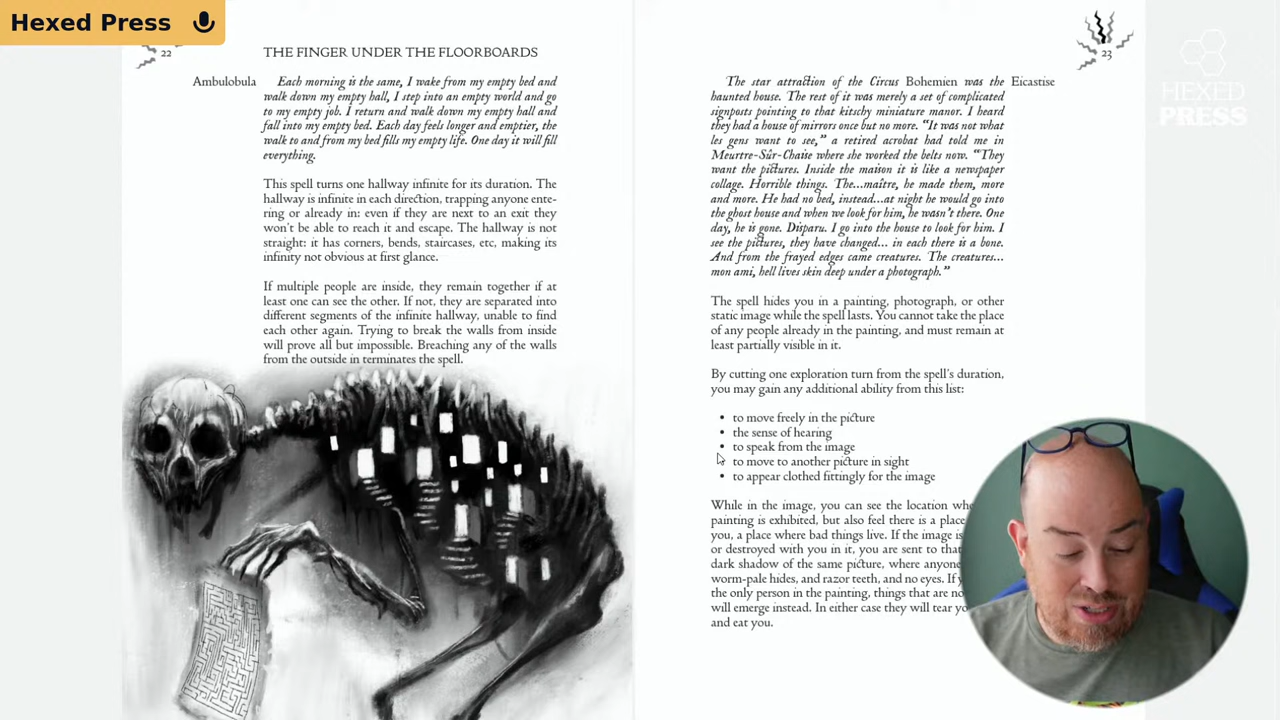 Hexed Press
22
THE FINGER UNDER THE FLOORBOARDS
Ambulobula
Each morning is the same, I wake from my empty bed and
walk down my empty hall, I step into an empty world and go
to my empty job. I return and walk down my empty hall and
fall into my empty bed. Each day feels longer and emptier, the
walk to and from my bed fills my empty life. One day it will fill
everything.
This spell turns one hallway infinite for its duration. The
hallway is infinite in each direction, trapping anyone ente-
ring or already in: even if they are next to an exit they
won't be able to reach it and escape. The hallway is not
straight: it has corners, bends, staircases, etc, making its
infinity not obvious at first glance.
If multiple people are inside, they remain together if at
least one can see the other. If not, they are separated into
different segments of the infinite hallway, unable to find
each other again. Trying to break the walls from inside
will prove all but impossible. Breaching any of the walls
from the outside in terminates the spell.
23
The star attraction of the Circus Bohemien was the
Eicastise
haunted house. The rest of it was merely a set of complicated
signposts pointing to that kitschy miniature manor. I heard
they had a house of mirrors once but no more. "It was not what
les gens want to see," a retired acrobat had told me in
Meurtre-Sûr-Chaise where she worked the belts now. "They
want the pictures. Inside the maison it is like a newspaper
collage. Horrible things. The...maître, he made them, more
and more. He had no bed, instead...at night he would go into
the ghost house and when we look for him, he wasn't there. One
day, he is gone. Disparu. I go into the house to look for him. I
see the pictures, they have changed... in each there is a bone.
And from the frayed edges came creatures. The creatures...
mon ami, hell lives skin deep under a photograph."
The spell hides you in a painting, photograph, or other
static image while the spell lasts. You cannot take the place
of any people already in the painting, and must remain at
least partially visible in it.
By cutting one exploration turn from the spell's duration,
you may gain any additional ability from this list:
• to move freely in the picture
• the sense of hearing
• to speak from the image
• to move to another picture in sight
• to appear clothed fittingly for the image
While in the image, you can see the location
painting is exhibited, but also feel there is a place
you, a place where bad things live. If the image is
or destroyed with you in it, you are sent to that
dark shadow of the same picture, where anyone
worm-pale hides, and razor teeth, and no eyes. If
the only person in the painting, things that are
will emerge instead. In either case they will tear
and eat you.
HEXED
PRESS